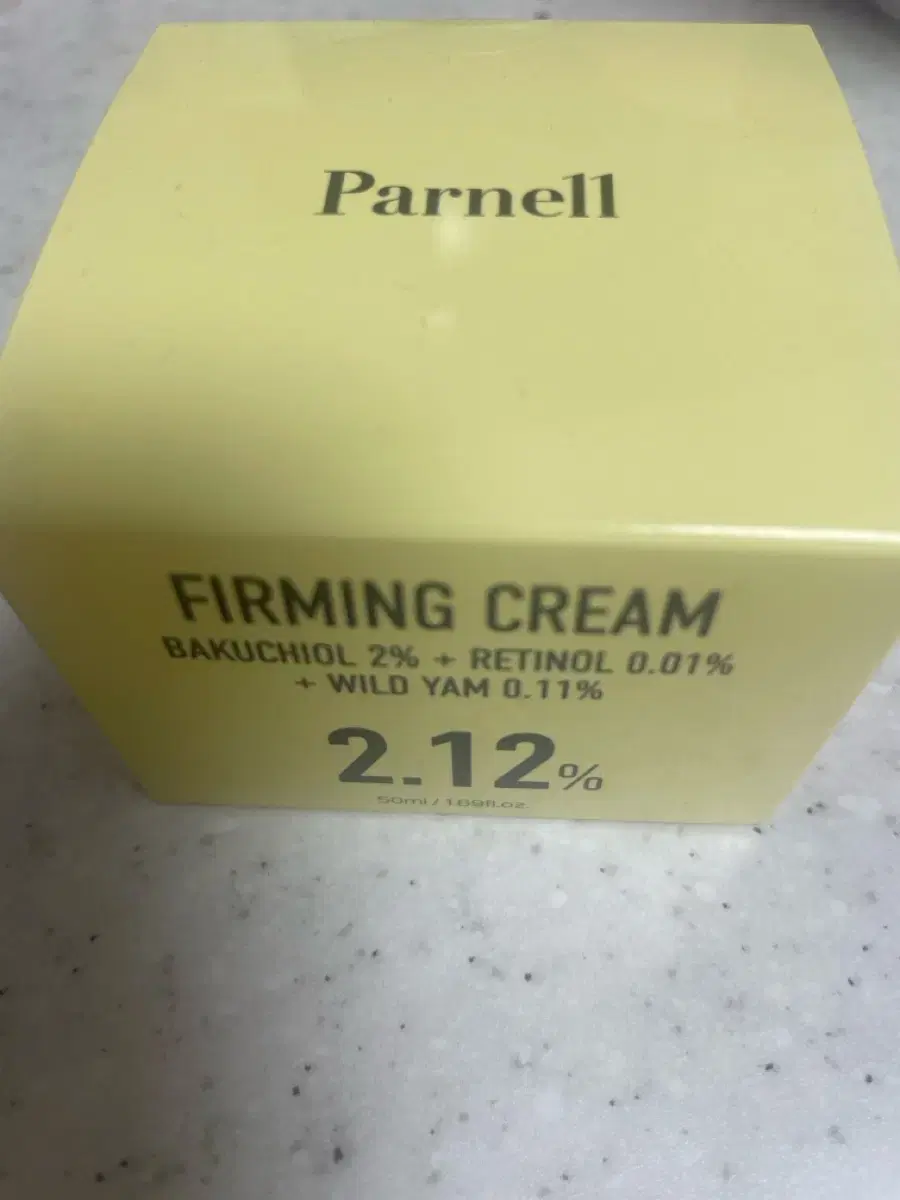 Parnell
FIRMING CREAM
BAKUCHIOL 2% + RETINOL 0.01%
+ WILD YAM 0.11%
2.12%
50ml / 1.69fl.oz.